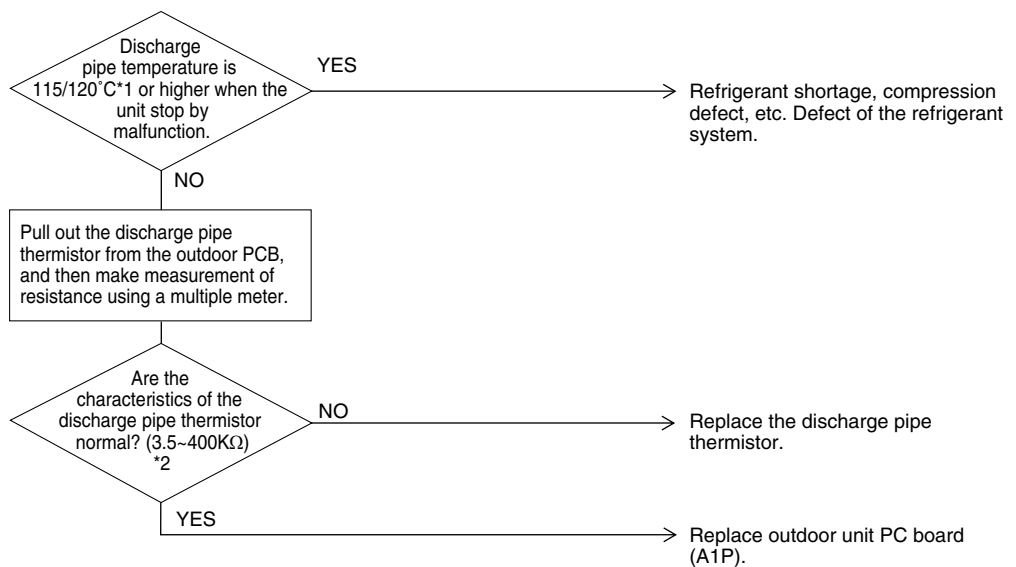 Discharge
pipe temperature is
115/120˚C*1 or higher when the
unit stop by
malfunction.
YES
Refrigerant shortage, compression
defect, etc. Defect of the refrigerant
system.
NO
Pull out the discharge pipe
thermistor from the outdoor PCB,
and then make measurement of
resistance using a multiple meter.
Are the
characteristics of the
discharge pipe thermistor
normal? (3.5~400KΩ)
*2
NO
Replace the discharge pipe
thermistor.
YES
Replace outdoor unit PC board
(A1P).